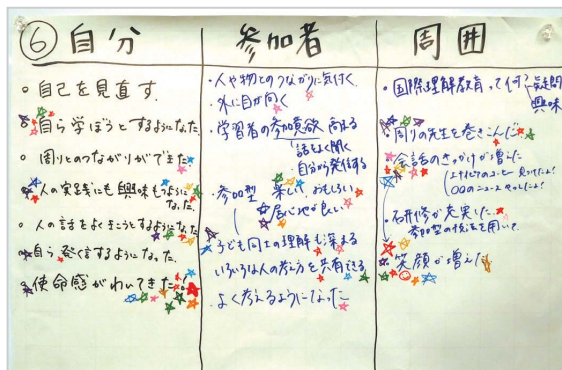 ⑥ 自分
。自己を見直す.
。自ら学ぼうとするようになった.
。周りとのつながりができた
。人の実践にも興味もつように
なった.
。人の話をよくきこうとするようになった.
。自ら発信するようになった.
。使命感がわいてきた!
参加者
・人や物とのつながりに気付く.
・外に目が向く
・学習者の参加意欲 高まる
話をよく聞く
自分から発信する
・参加型 楽しい おもしろい
居心地が良い
・子ども同士の理解も深まる
・いろいろな人の考え方を共有できる
・よく考えるようになった
周囲
・国際理解教育って何?
疑問
興味
・周りの先生を巻きこんだ
・会話のきっかけが増えた
○○のニュース
・研修が充実した.
参加型の技法を用いて.
・笑顔が増えた